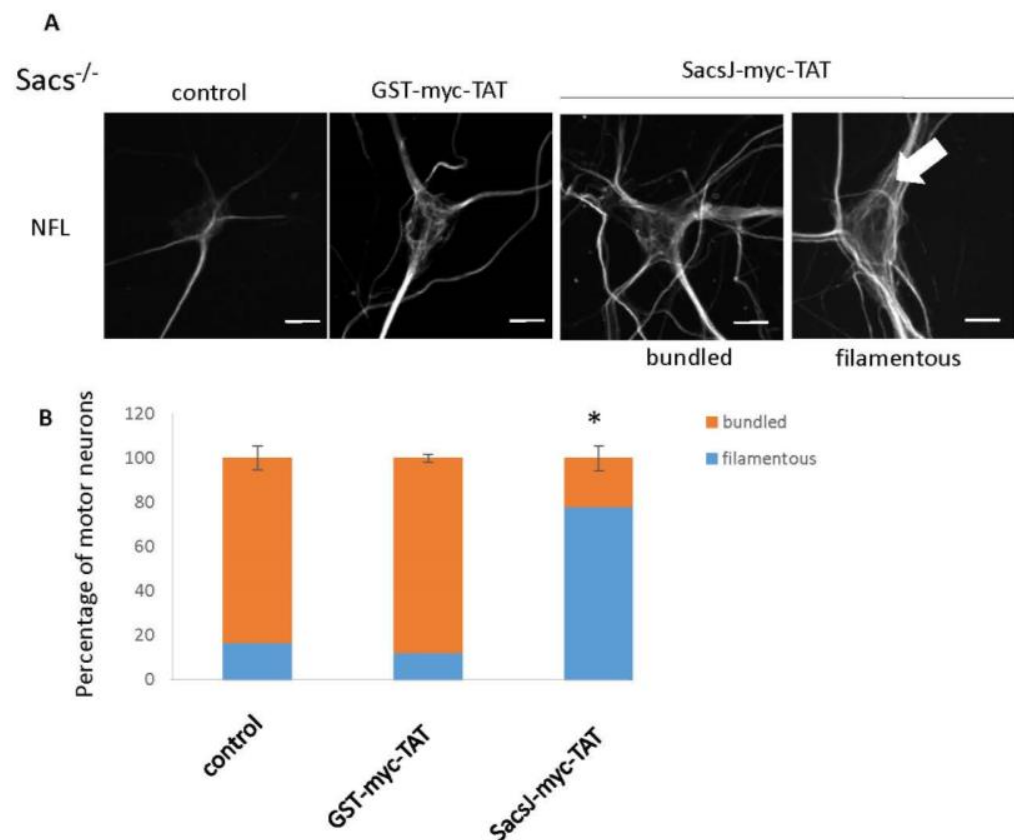 A
Sacs-/-
control
GST-myc-TAT
SacsJ-myc-TAT
NFL
bundled
filamentous
B
Percentage of motor neurons
120
100
80
60
40
20
0
*
bundled
filamentous
control
GST-myc-TAT
SacsJ-myc-TAT